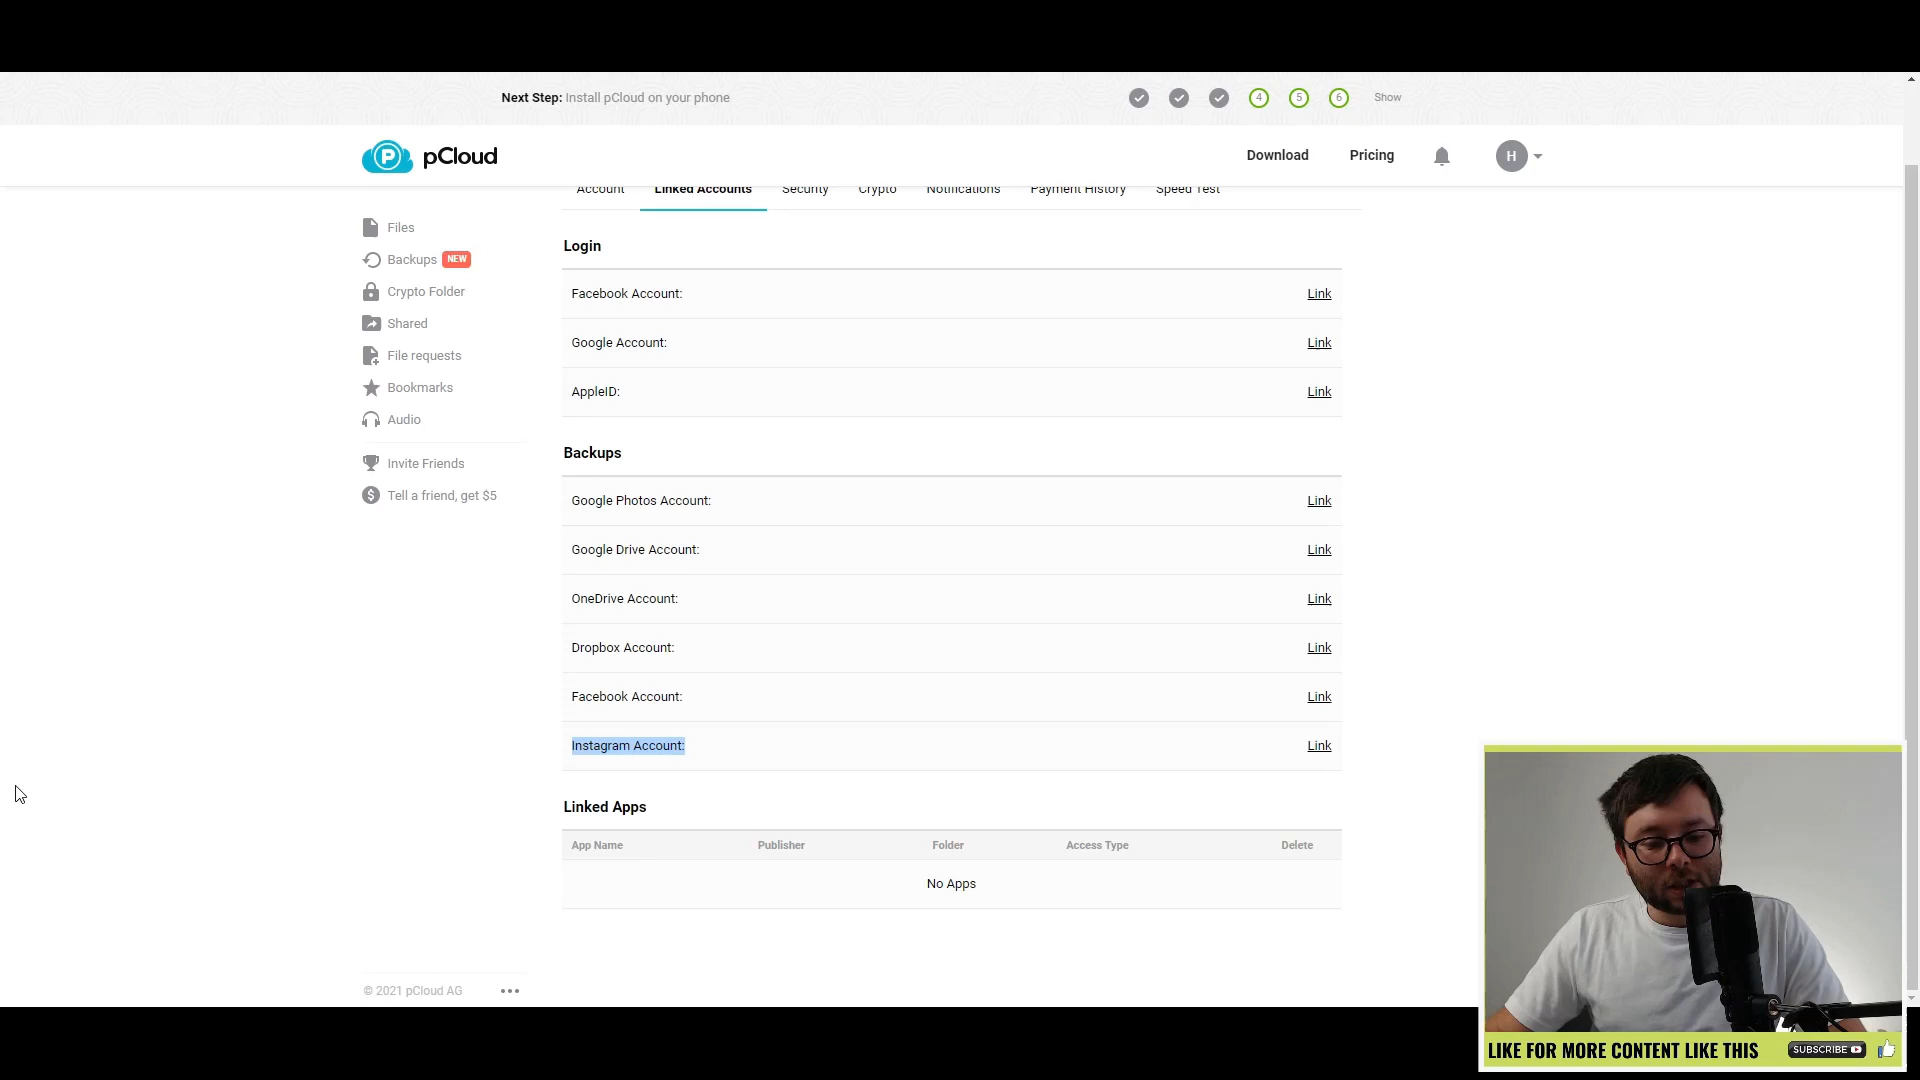 Next Step: Install pCloud on your phone
4 5 6 Show
P pCloud
Download Pricing H
Account Linked Accounts Security Crypto Notifications Payment History Speed Test
Files
Backups NEW
Crypto Folder
Shared
File requests
Bookmarks
Audio
Invite Friends
Tell a friend, get $5
Login
Facebook Account: Link
Google Account: Link
AppleID: Link
Backups
Google Photos Account: Link
Google Drive Account: Link
OneDrive Account: Link
Dropbox Account: Link
Facebook Account: Link
Instagram Account: Link
Linked Apps
App Name Publisher Folder Access Type Delete
No Apps
© 2021 pCloud AG
LIKE FOR MORE CONTENT LIKE THIS SUBSCRIBE